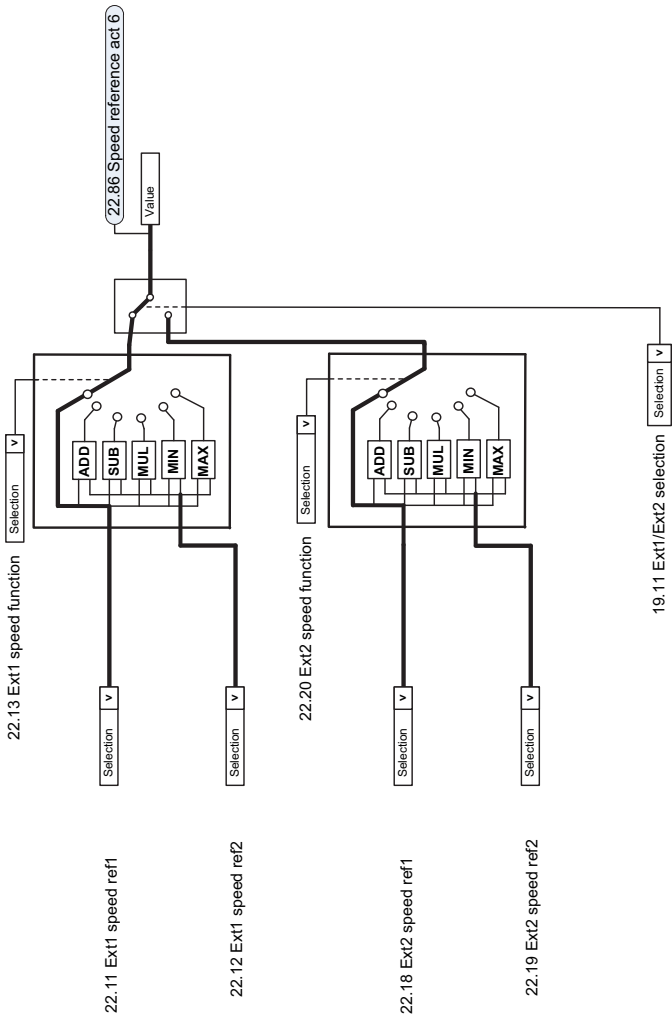 22.13 Ext1 speed function
Selection v
22.86 Speed reference act 6
Value
ADD
SUB
MUL
MIN
MAX
22.11 Ext1 speed ref1
Selection v
22.12 Ext1 speed ref2
Selection v
22.20 Ext2 speed function
Selection v
ADD
SUB
MUL
MIN
MAX
22.18 Ext2 speed ref1
Selection v
22.19 Ext2 speed ref2
Selection v
19.11 Ext1/Ext2 selection
Selection v